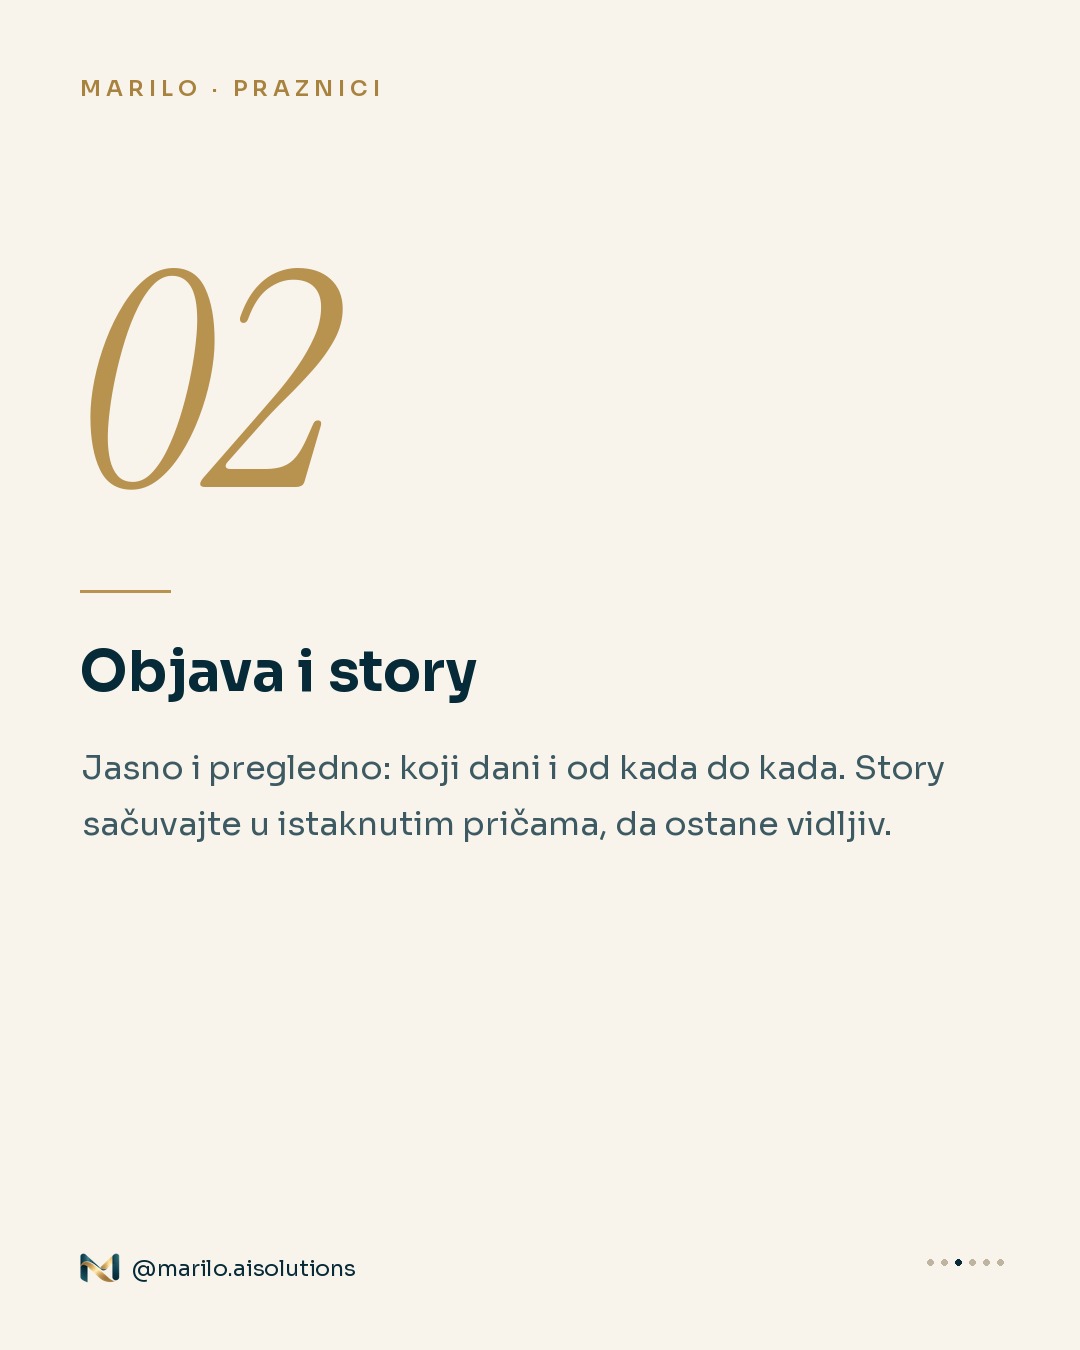 MARILO · PRAZNICI
02
Objava i story
Jasno i pregledno: koji dani i od kada do kada. Story
sačuvajte u istaknutim pričama, da ostane vidljiv.
@marilo.aisolutions